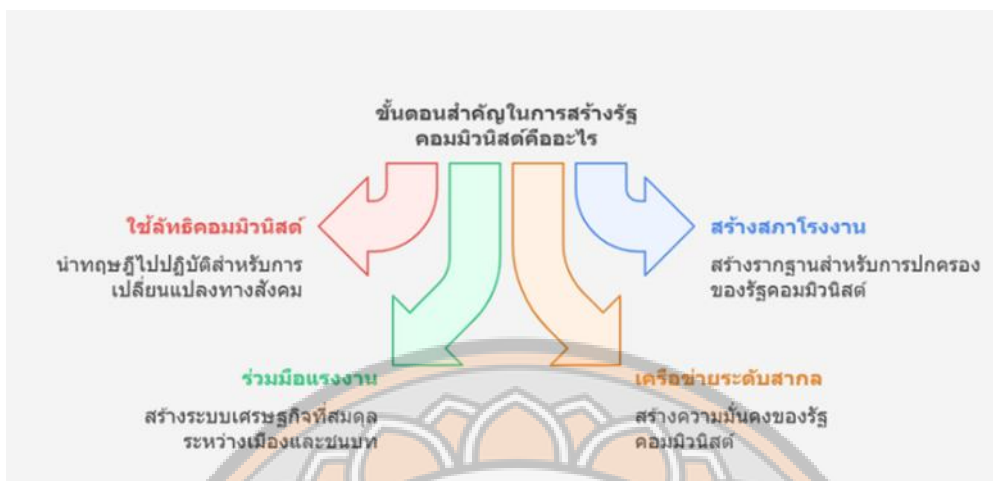 ขั้นตอนสำคัญในการสร้างรัฐ
คอมมิวนิสต์คืออะไร
ใช้ลัทธิคอมมิวนิสต์
นำทฤษฎีไปปฏิบัติสำหรับการ
เปลี่ยนแปลงทางสังคม
สร้างสภาโรงงาน
สร้างรากฐานสำหรับการปกครอง
ของรัฐคอมมิวนิสต์
ร่วมมือแรงงาน
สร้างระบบเศรษฐกิจที่สมดุล
ระหว่างเมืองและชนบท
เครือข่ายระดับสากล
สร้างความมั่นคงของรัฐ
คอมมิวนิสต์